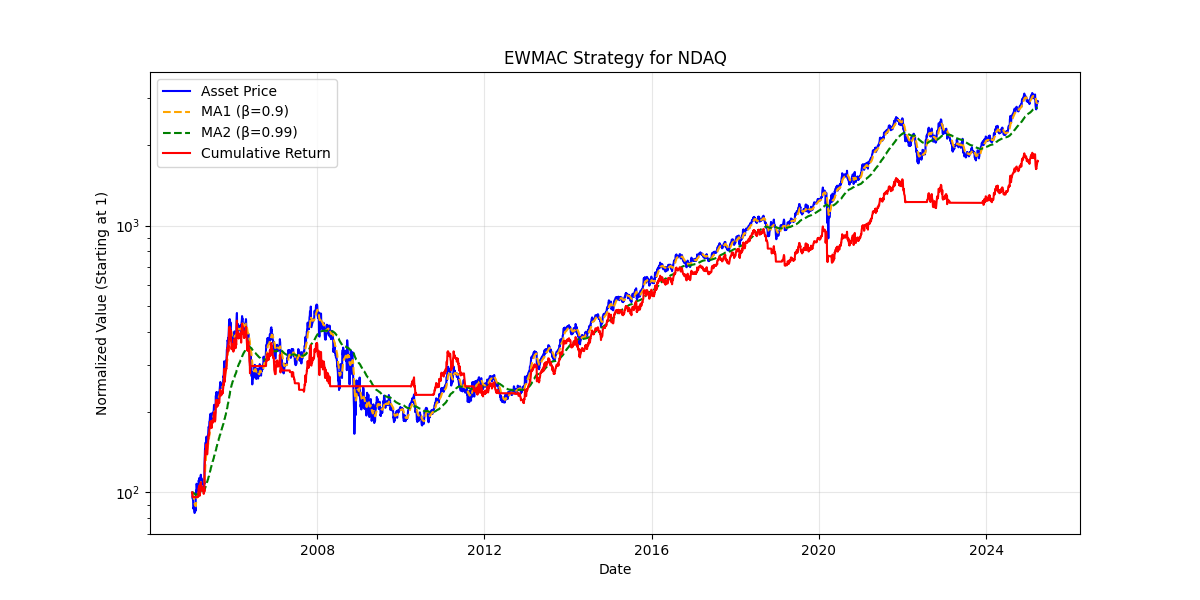 EWMAC Strategy for NDAQ
Asset Price
MA1 (β=0.9)
MA2 (β=0.99)
Cumulative Return
Normalized Value (Starting at 1)
10³
10²
2008 2012 2016 2020 2024
Date